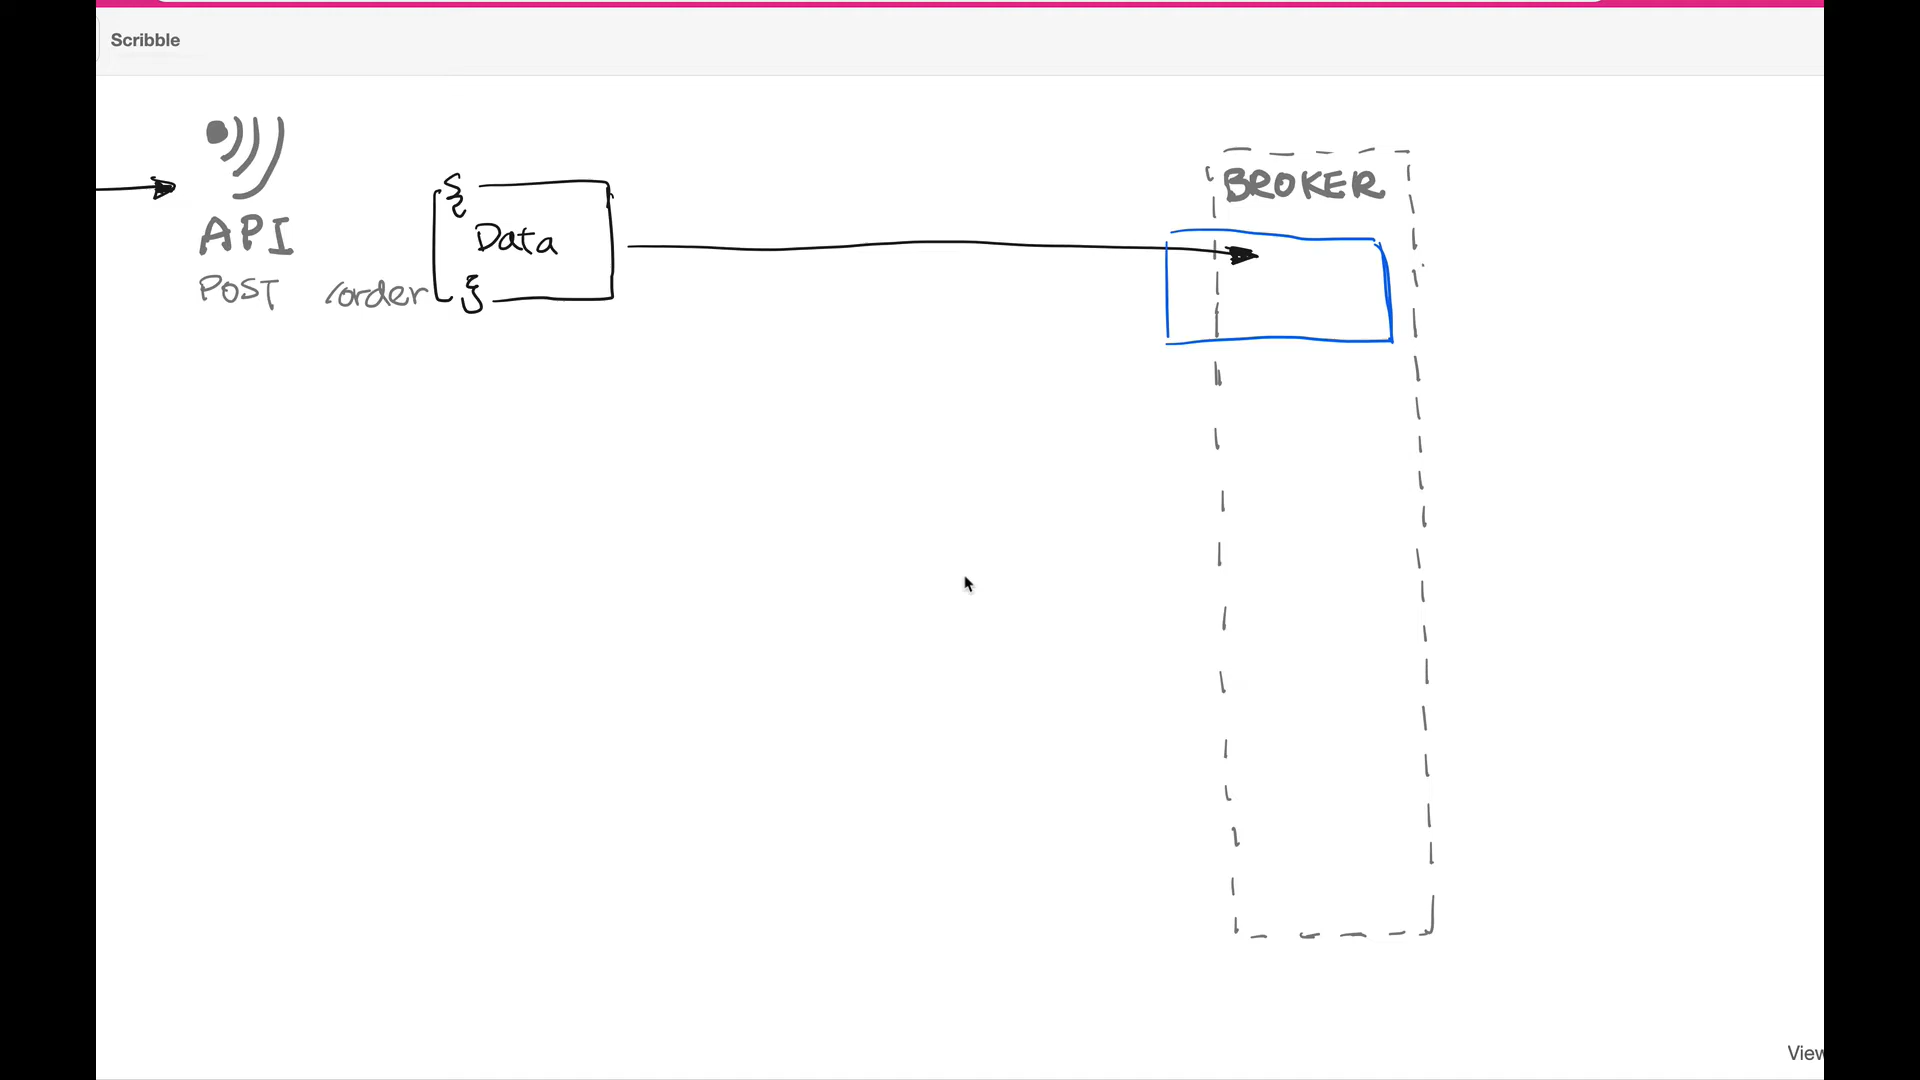 Scribble
BROKER
API
{
Data
}
POST /order
View